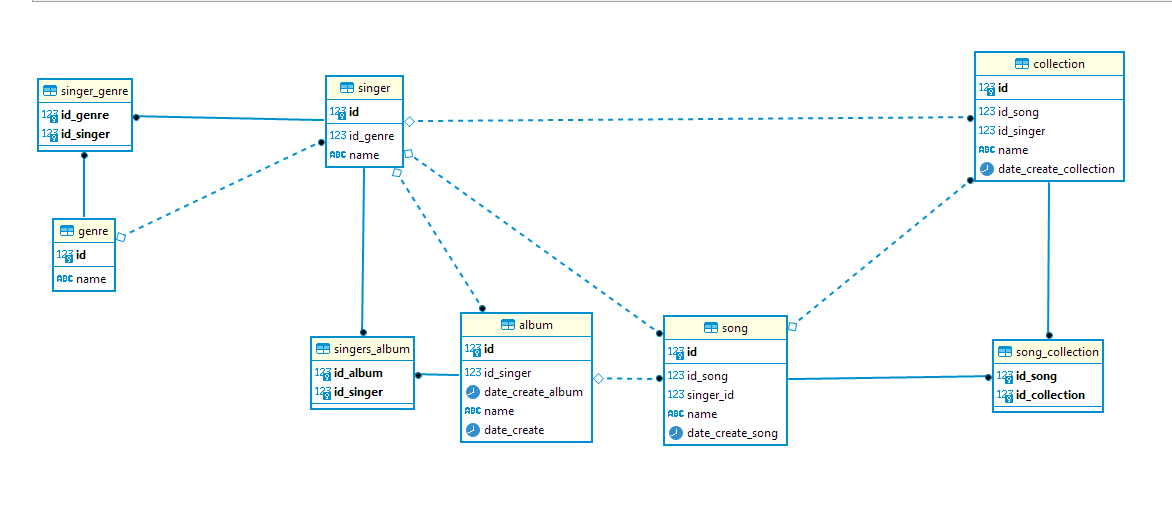 singer_genre
123 id_genre
123 id_singer
singer
123 id
123 id_genre
ABC name
collection
123 id
123 id_song
123 id_singer
ABC name
date_create_collection
genre
123 id
ABC name
singers_album
123 id_album
123 id_singer
album
123 id
123 id_singer
date_create_album
ABC name
date_create
song
123 id
123 id_song
123 singer_id
ABC name
date_create_song
song_collection
123 id_song
123 id_collection